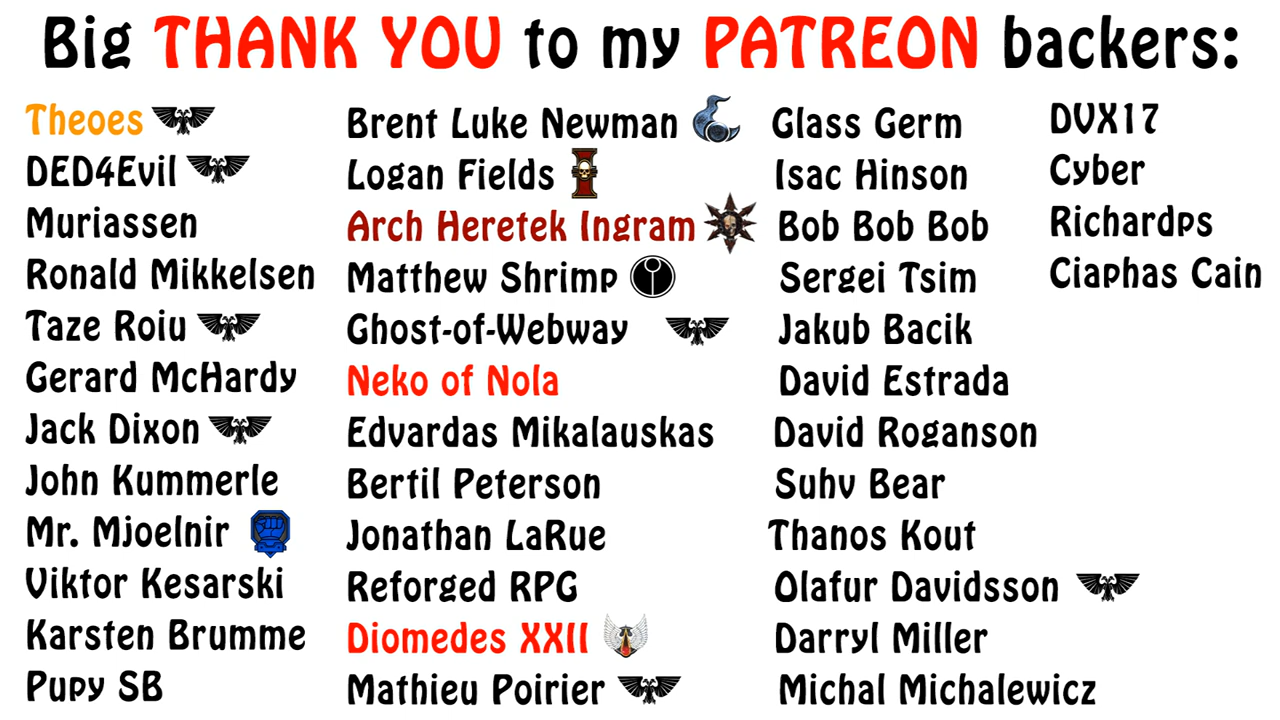 Big THANK YOU to my PATREON backers:
Theoes
DED4Evil
Muriassen
Ronald Mikkelsen
Taze Roiu
Gerard McHardy
Jack Dixon
John Kummerle
Mr. Mjoelnir
Viktor Kesarski
Karsten Brumme
Pupy SB
Brent Luke Newman
Logan Fields
Arch Heretek Ingram
Matthew Shrimp
Ghost-of-Webway
Neko of Nola
Edvardas Mikalauskas
Bertil Peterson
Jonathan LaRue
Reforged RPG
Diomedes XXII
Mathieu Poirier
Glass Germ
Isac Hinson
Bob Bob Bob
Sergei Tsim
Jakub Bacik
David Estrada
David Roganson
Suhv Bear
Thanos Kout
Olafur Davidsson
Darryl Miller
Michal Michalewicz
DVX17
Cyber
Richardps
Ciaphas Cain